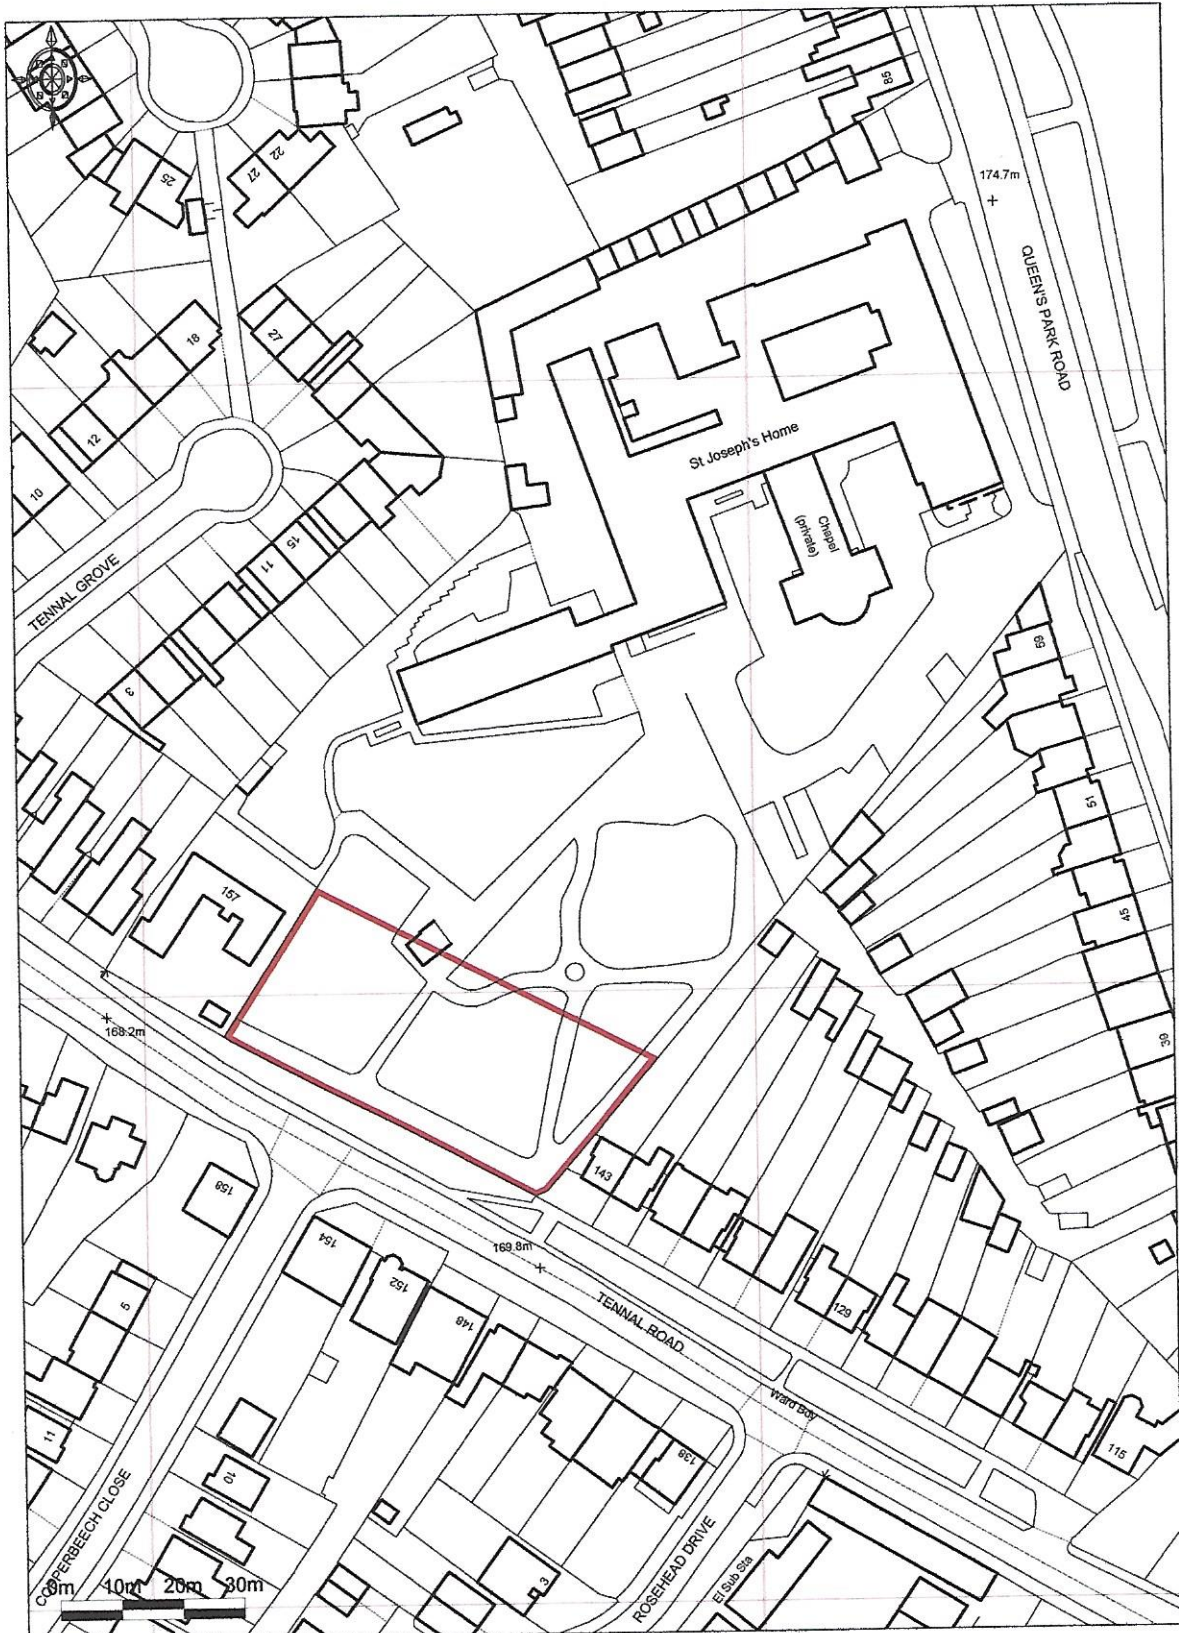 85
22
27
25
174.7m
QUEEN'S PARK ROAD
18
27
12
10
St Joseph's Home
Chapel
(private)
15
11
TENNAL GROVE
59
3
51
157
45
39
168.2m
143
158
154
169.8m
152
148
TENNAL ROAD
129
5
Ward Bdy
138
115
11
10
COPPERBEECH CLOSE
ROSEHEAD DRIVE
El Sub Sta
3
0m 10m 20m 30m